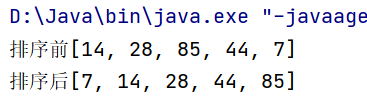 D:\Java\bin\java.exe "-javaage
排序前[14, 28, 85, 44, 7]
排序后[7, 14, 28, 44, 85]